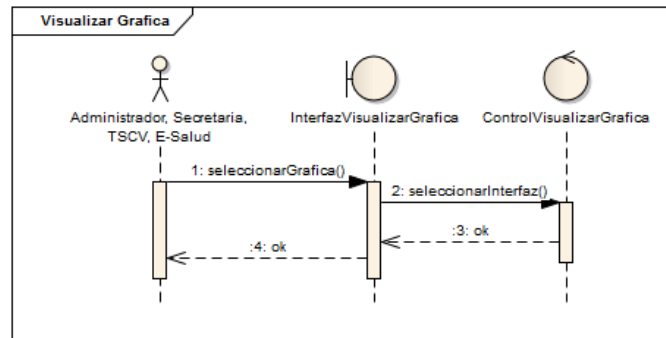 Visualizar Grafica
Administrador, Secretaria,
TSCV, E-Salud
InterfazVisualizarGrafica
ControlVisualizarGrafica
1: seleccionarGrafica()
2: seleccionarInterfaz()
:3: ok
:4: ok